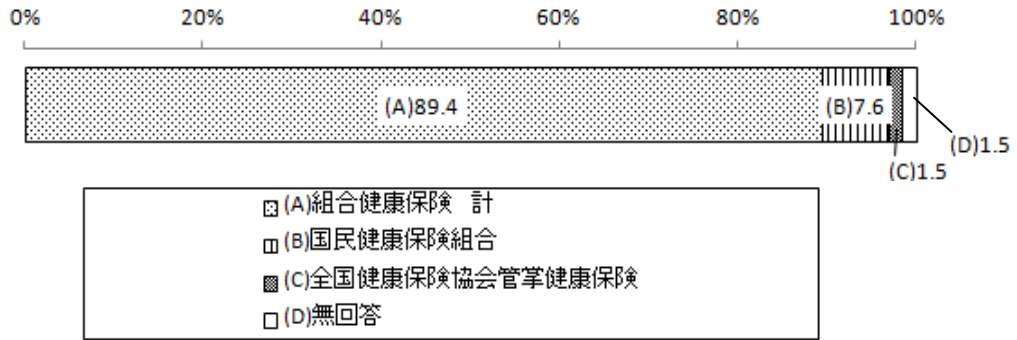 0% 20% 40% 60% 80% 100%
(A)89.4 (B)7.6
(D)1.5
(C)1.5
(A)組合健康保険　計
(B)国民健康保険組合
(C)全国健康保険協会管掌健康保険
(D)無回答